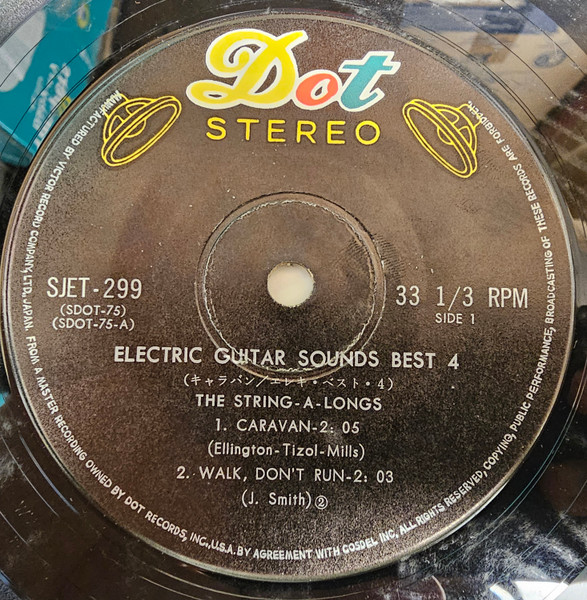 Dot
STEREO
SJET-299
(SDOT-75)
(SDOT-75-A)
33 1/3 RPM
SIDE 1
ELECTRIC GUITAR SOUNDS BEST 4
(キャラバン/エレキ・ベスト・4)
THE STRING-A-LONGS
1. CARAVAN-2: 05
(Ellington-Tizol-Mills)
2. WALK, DON'T RUN-2: 03
(J. Smith) ②
MANUFACTURED BY VICTOR RECORD COMPANY, LTD. JAPAN. FROM A MASTER RECORDING OWNED BY DOT RECORDS, INC., U.S.A. BY AGREEMENT WITH COSDEL INC. ALL RIGHTS RESERVED, COPYING, PUBLIC PERFORMANCE, BROADCASTING OF THESE RECORDS ARE FORBIDDEN.